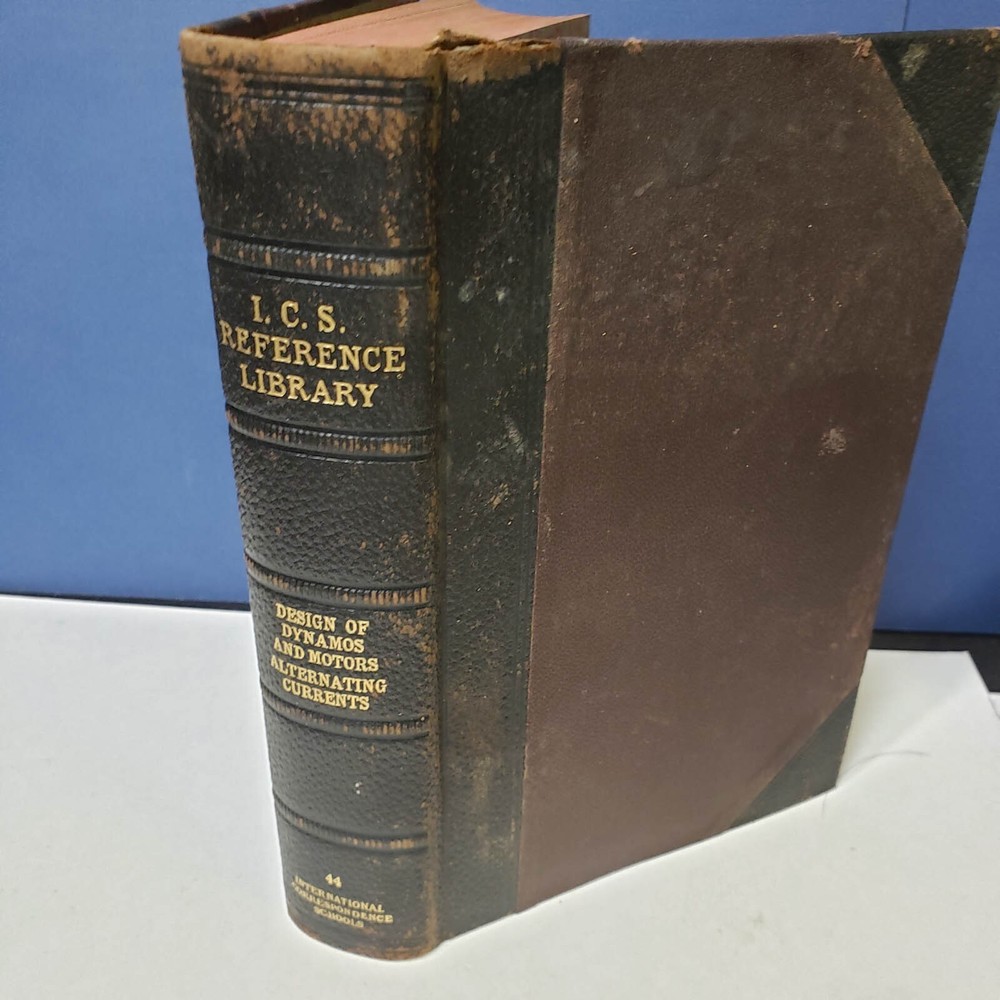 I. C. S.
REFERENCE
LIBRARY
DESIGN OF
DYNAMOS
AND MOTORS
ALTERNATING
CURRENTS
44
INTERNATIONAL
CORRESPONDENCE
SCHOOLS